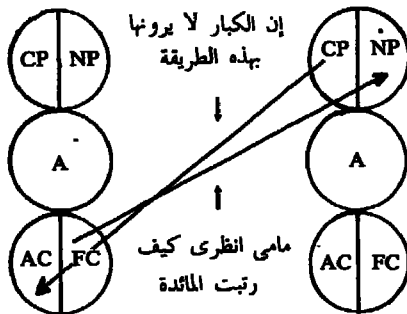 CP NP
إن الكبار لا يرونها
بهذه الطريقة
CP NP
A
A
AC FC
مامى انظرى كيف
رتبت المائدة
AC FC